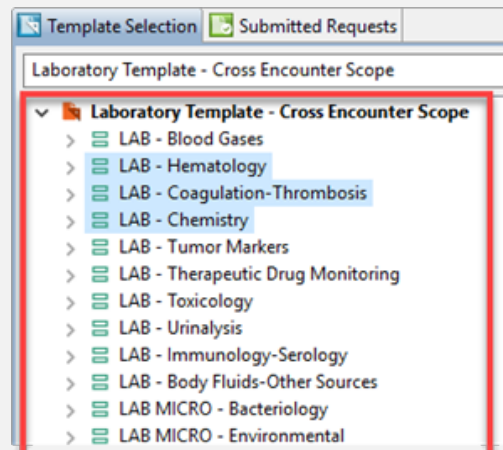 Template Selection Submitted Requests
Laboratory Template - Cross Encounter Scope
Laboratory Template - Cross Encounter Scope
LAB - Blood Gases
LAB - Hematology
LAB - Coagulation-Thrombosis
LAB - Chemistry
LAB - Tumor Markers
LAB - Therapeutic Drug Monitoring
LAB - Toxicology
LAB - Urinalysis
LAB - Immunology-Serology
LAB - Body Fluids-Other Sources
LAB MICRO - Bacteriology
LAB MICRO - Environmental